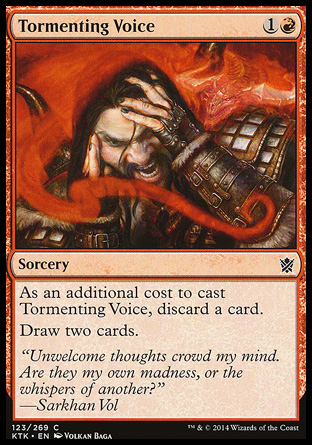 Tormenting Voice 1
Sorcery
As an additional cost to cast
Tormenting Voice, discard a card.
Draw two cards.
“Unwelcome thoughts crowd my mind.
Are they my own madness, or the
whispers of another?”
—Sarkhan Vol
123/269 C
KTK • EN Volkan Baga
™ & © 2014 Wizards of the Coast